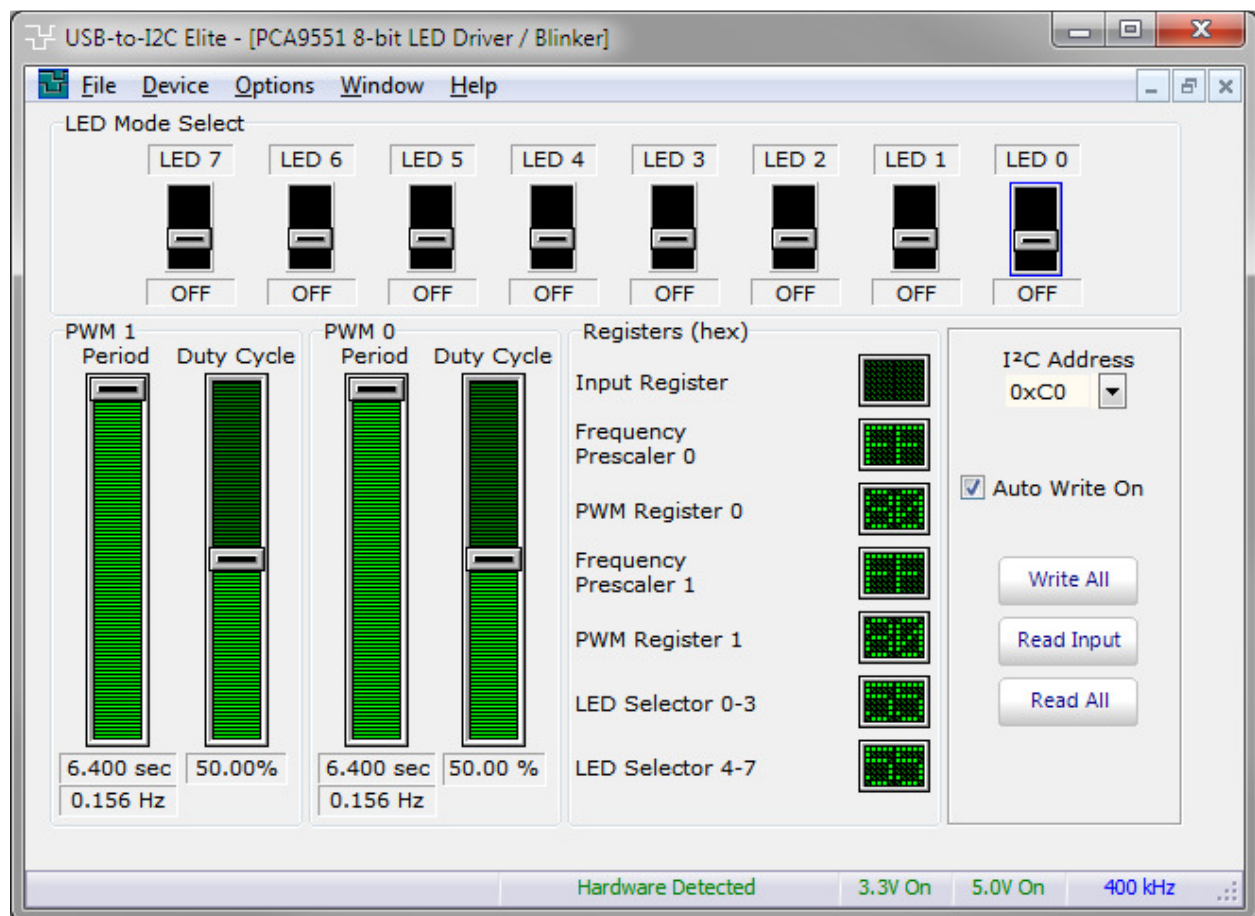 USB-to-I2C Elite - [PCA9551 8-bit LED Driver / Blinker]
File Device Options Window Help
LED Mode Select
LED 7 LED 6 LED 5 LED 4 LED 3 LED 2 LED 1 LED 0
OFF OFF OFF OFF OFF OFF OFF OFF
PWM 1
Period Duty Cycle
6.400 sec 50.00%
0.156 Hz
PWM 0
Period Duty Cycle
6.400 sec 50.00 %
0.156 Hz
Registers (hex)
Input Register
Frequency
Prescaler 0 FF
PWM Register 0 80
Frequency
Prescaler 1 FF
PWM Register 1 80
LED Selector 0-3 55
LED Selector 4-7 55
I²C Address
0xC0
Auto Write On
Write All
Read Input
Read All
Hardware Detected 3.3V On 5.0V On 400 kHz